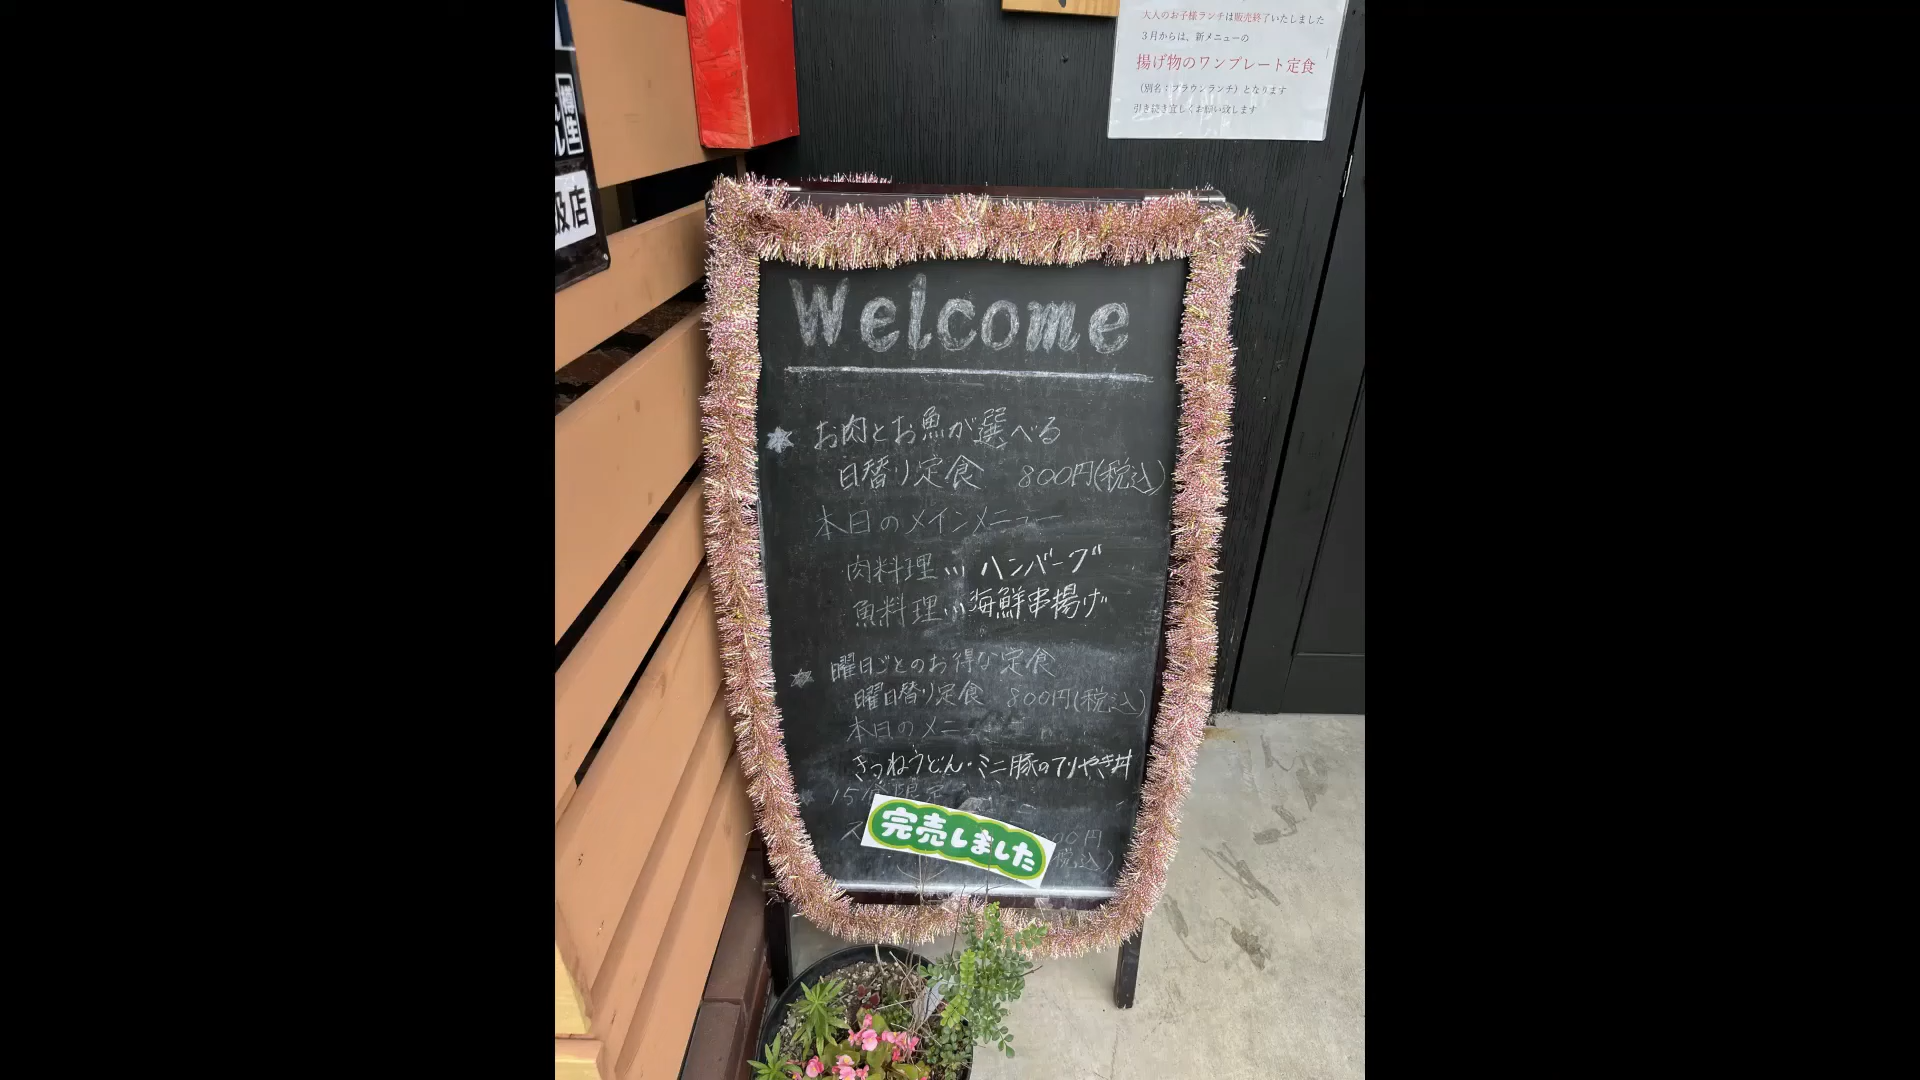 大人のお子様ランチは販売終了いたしました
3月からは、新メニューの
揚げ物のワンプレート定食
(別名:ブラウンランチ)となります
引き続き宜しくお願い致します
Welcome
お肉とお魚が選べる
日替り定食 800円(税込)
本日のメインメニュー
肉料理… ハンバーグ
魚料理… 海鮮串揚げ
曜日ごとのお得な定食
曜日替り定食 800円(税込)
本日のメニュー
きつねうどん・ミニ豚のテリやき丼
15食限定
完売しました
00円
(税込)
扱店